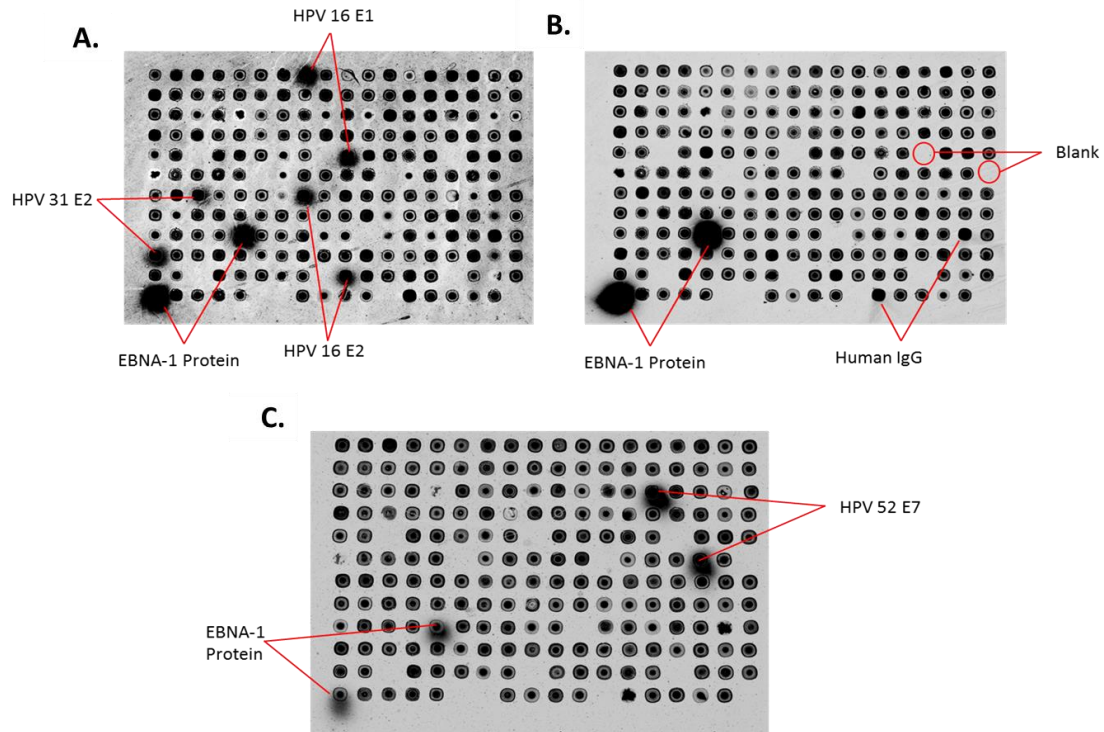 HPV 16 E1
A.
B.
Blank
HPV 31 E2
HPV 16 E2
EBNA-1 Protein
EBNA-1 Protein
Human IgG
C.
HPV 52 E7
EBNA-1
Protein